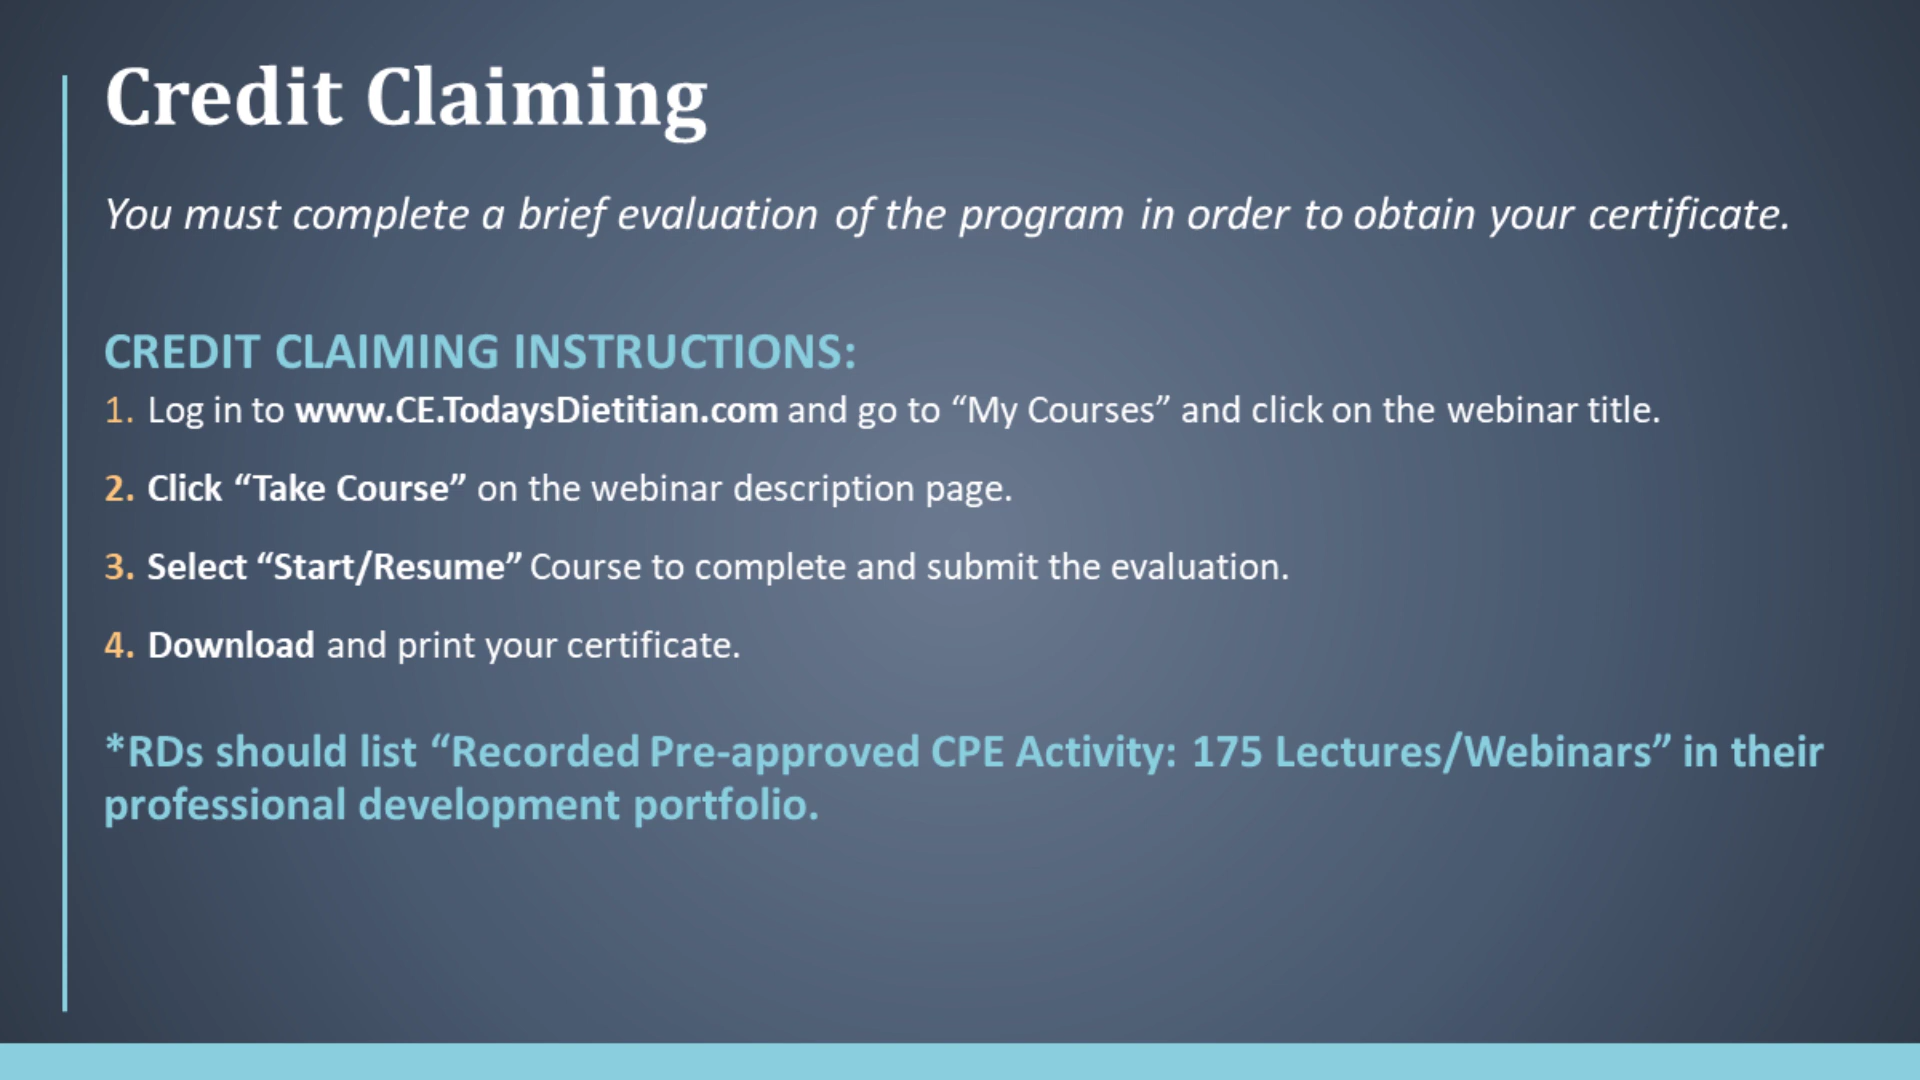 Credit Claiming
You must complete a brief evaluation of the program in order to obtain your certificate.
CREDIT CLAIMING INSTRUCTIONS:
1. Log in to www.CE.TodaysDietitian.com and go to “My Courses” and click on the webinar title.
2. Click “Take Course” on the webinar description page.
3. Select “Start/Resume” Course to complete and submit the evaluation.
4. Download and print your certificate.
*RDs should list “Recorded Pre-approved CPE Activity: 175 Lectures/Webinars” in their
professional development portfolio.